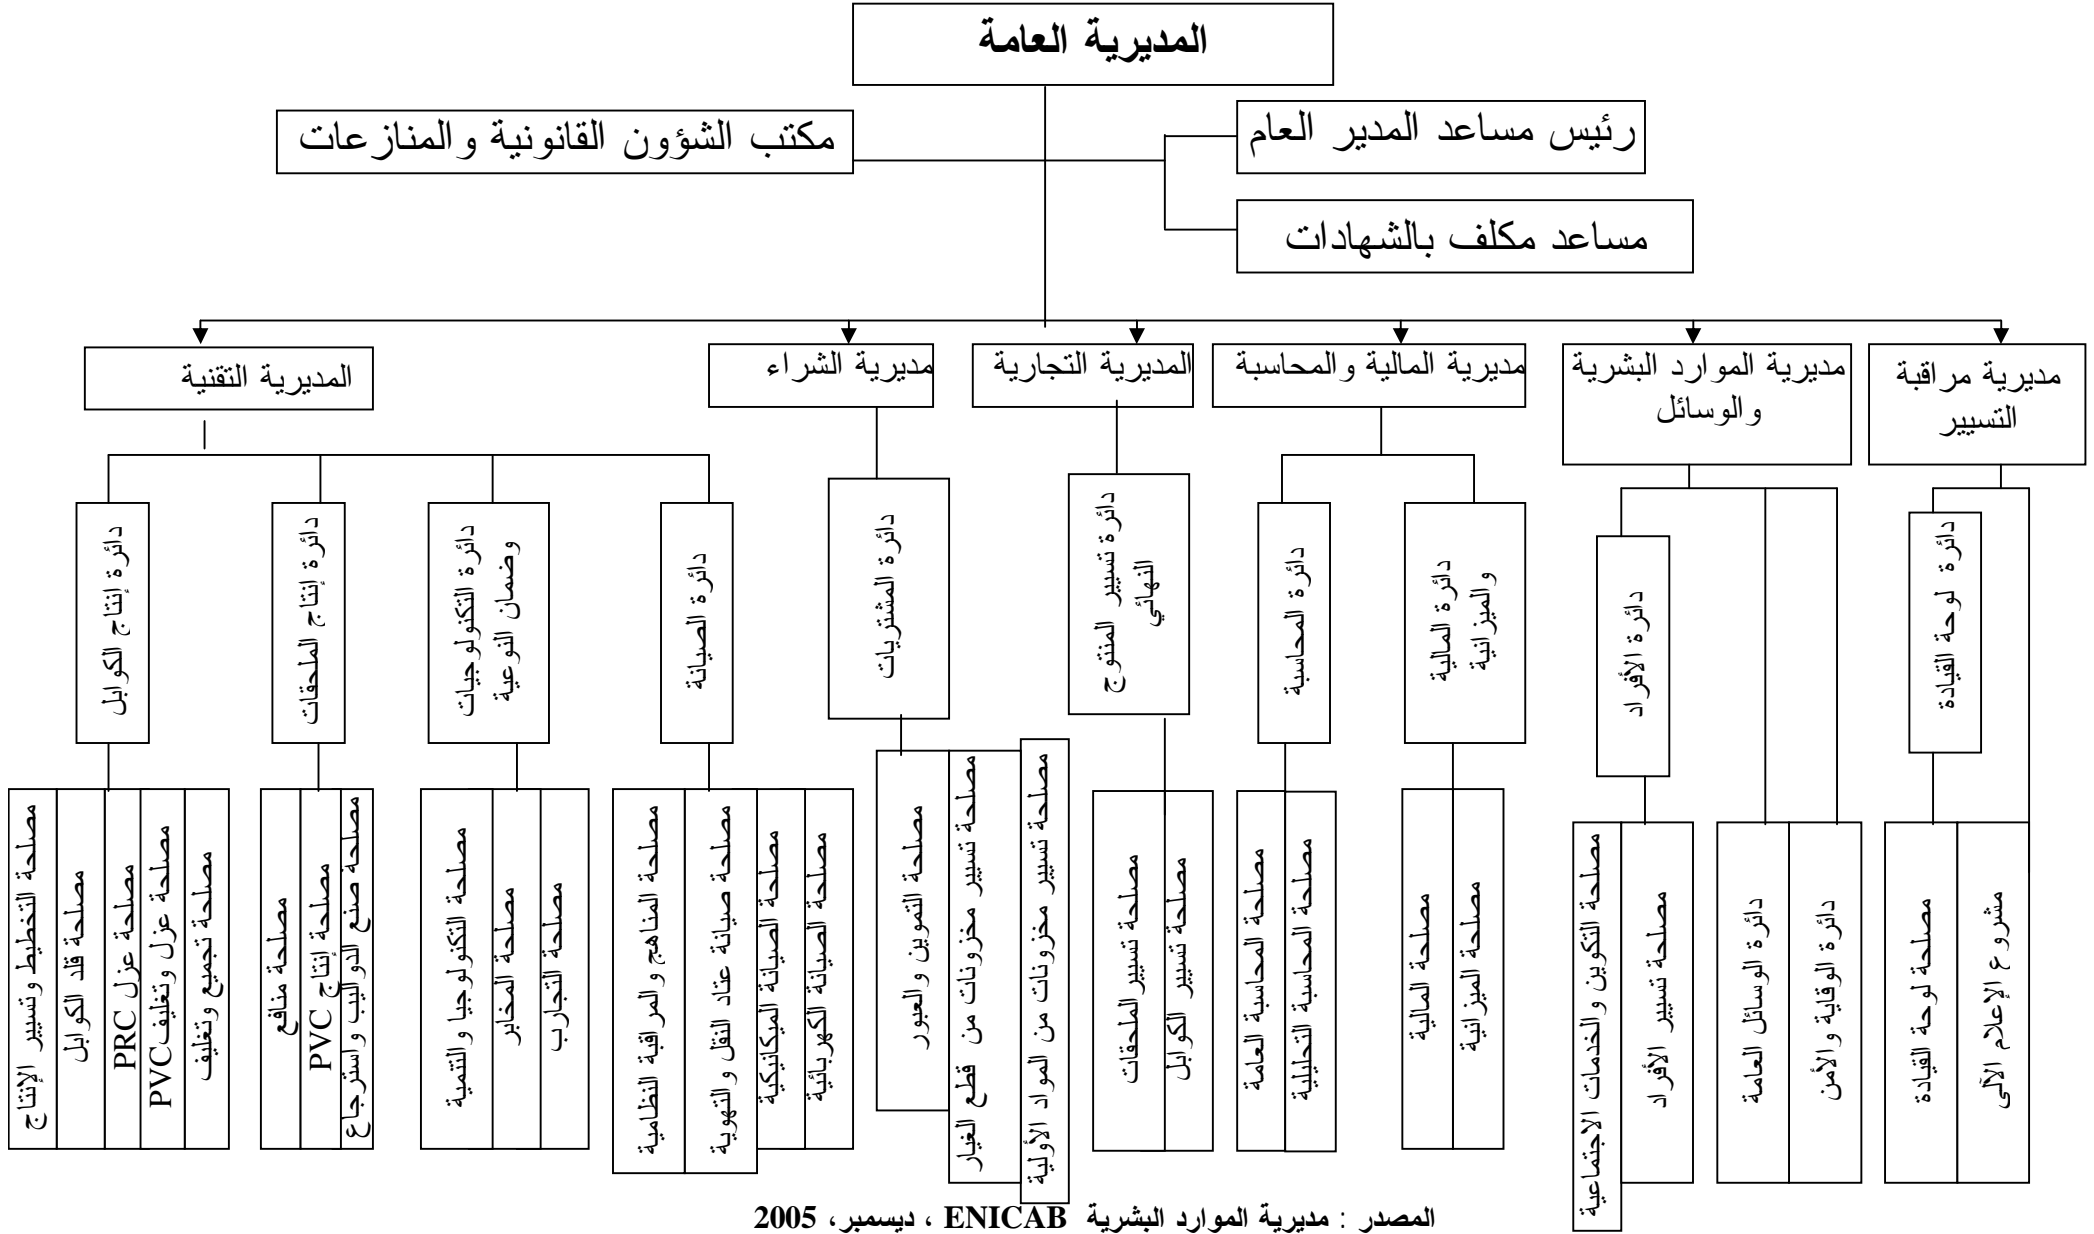 المديرية العامة
رئيس مساعد المدير العام
مكتب الشؤون القانونية والمنازعات
مساعد مكلف بالشهادات
مديرية مراقبة
التسيير
مديرية الموارد البشرية
والوسائل
مديرية المالية والمحاسبة
المديرية التجارية
مديرية الشراء
المديرية التقنية
دائرة لوحة القيادة
دائرة الأفراد
دائرة المالية
والميزانية
دائرة المحاسبة
دائرة تسيير المنتوج
النهائي
دائرة المشتريات
دائرة الصيانة
دائرة التكنولوجيات
وضمان النوعية
دائرة إنتاج الملحقات
دائرة إنتاج الكوابل
مشروع الإعلام الآلي
مصلحة لوحة القيادة
دائرة الوقاية والأمن
دائرة الوسائل العامة
مصلحة تسيير الأفراد
مصلحة التكوين والخدمات الاجتماعية
مصلحة الميزانية
مصلحة المالية
مصلحة المحاسبة التحليلية
مصلحة المحاسبة العامة
مصلحة تسيير الكوابل
مصلحة تسيير الملحقات
مصلحة تسيير مخزونات من المواد الأولية
مصلحة تسيير مخزونات من قطع الغيار
مصلحة التموين والعبور
مصلحة الصيانة الكهربائية
مصلحة الصيانة الميكانيكية
مصلحة صيانة عتاد النقل والتهوية
مصلحة المناهج والمراقبة النظامية
مصلحة التجارب
مصلحة المخابر
مصلحة التكنولوجيا والتنمية
مصلحة صنع الدواليب واسترجاع
مصلحة إنتاج PVC
مصلحة منافع
مصلحة تجميع وتغليف
مصلحة عزل وتغليف PVC
مصلحة عزل PRC
مصلحة قلد الكوابل
مصلحة التخطيط وتسيير الإنتاج
المصدر : مديرية الموارد البشرية ENICAB ، ديسمبر، 2005